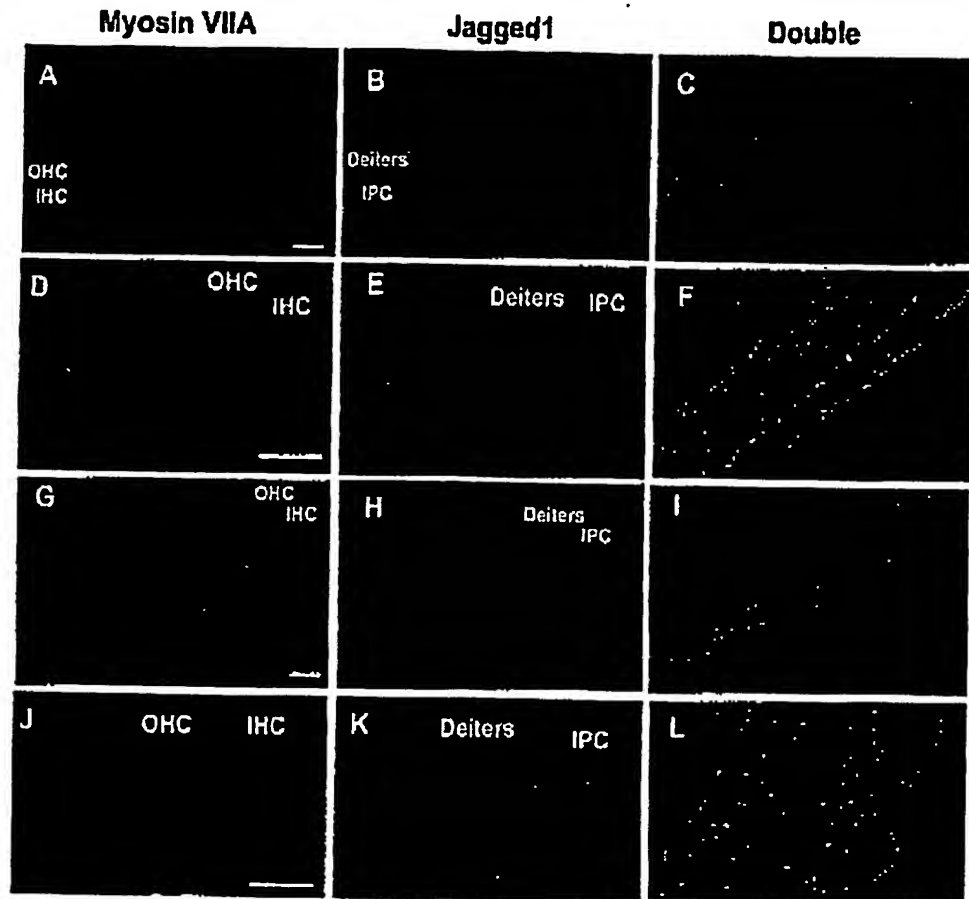 Myosin VIIA Jagged1 Double
A B C
OHC
IHC
Deiters
IPC
D OHC
IHC
E Deiters IPC
F
G OHC
IHC
H Deiters
IPC
I
J OHC IHC
K Deiters IPC
L